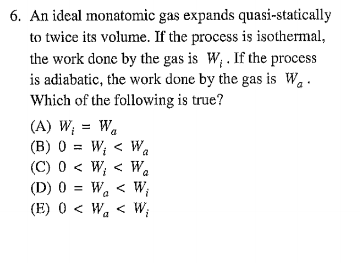 6. An ideal monatomic gas expands quasi-statically
to twice its volume. If the process is isothermal,
the work done by the gas is W_i. If the process
is adiabatic, the work done by the gas is W_a.
Which of the following is true?
(A) W_i = W_a
(B) 0 = W_i < W_a
(C) 0 < W_i < W_a
(D) 0 = W_a < W_i
(E) 0 < W_a < W_i